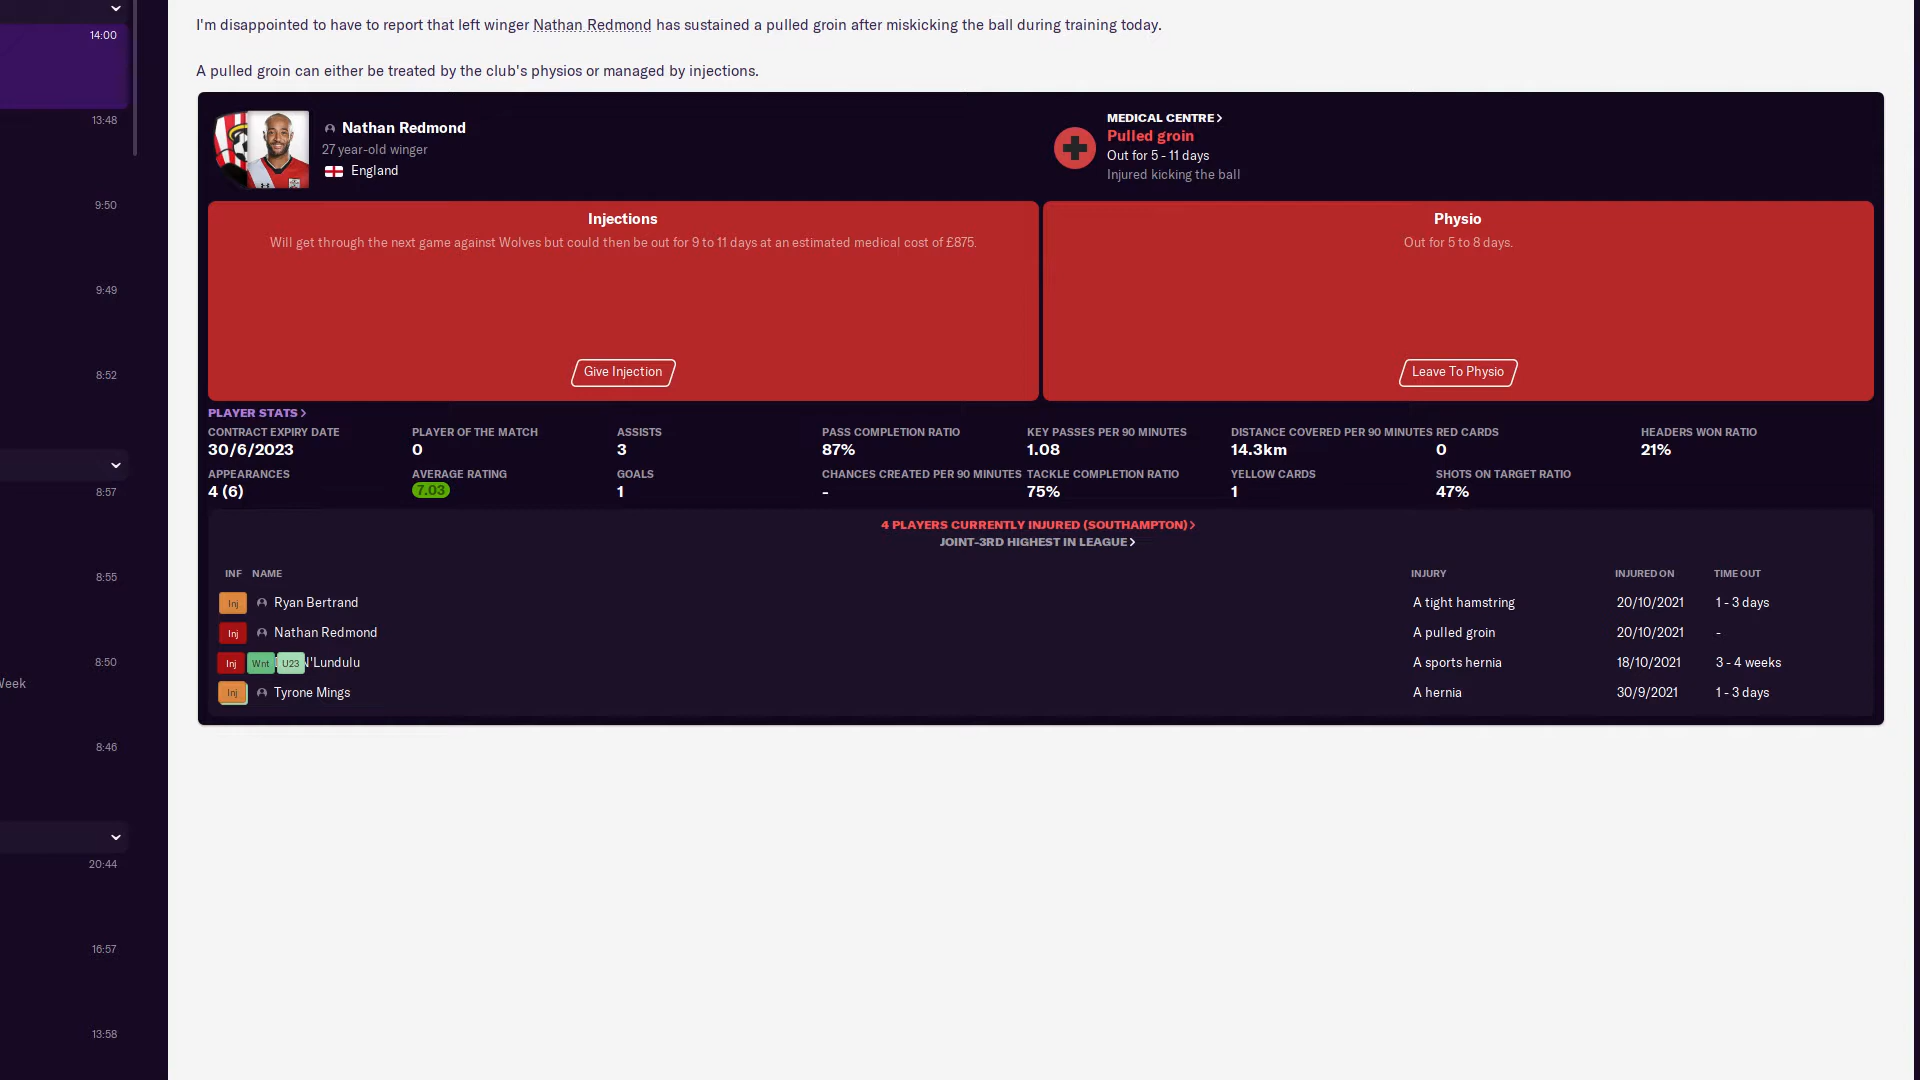 14:00
13:48
9:50
9:49
8:52
8:57
8:55
8:50
Week
8:46
20:44
16:57
13:58
I'm disappointed to have to report that left winger Nathan Redmond has sustained a pulled groin after miskicking the ball during training today.
A pulled groin can either be treated by the club's physios or managed by injections.
Nathan Redmond
27 year-old winger
England
MEDICAL CENTRE
Pulled groin
Out for 5 - 11 days
Injured kicking the ball
Injections
Will get through the next game against Wolves but could then be out for 9 to 11 days at an estimated medical cost of £875.
Give Injection
Physio
Out for 5 to 8 days.
Leave To Physio
PLAYER STATS
CONTRACT EXPIRY DATE PLAYER OF THE MATCH ASSISTS PASS COMPLETION RATIO KEY PASSES PER 90 MINUTES DISTANCE COVERED PER 90 MINUTES RED CARDS HEADERS WON RATIO
30/6/2023 0 3 87% 1.08 14.3km 0 21%
APPEARANCES AVERAGE RATING GOALS CHANCES CREATED PER 90 MINUTES TACKLE COMPLETION RATIO YELLOW CARDS SHOTS ON TARGET RATIO
4 (6) 7.03 1 - 75% 1 47%
4 PLAYERS CURRENTLY INJURED (SOUTHAMPTON)
JOINT-3RD HIGHEST IN LEAGUE
INF NAME INJURY INJURED ON TIME OUT
Inj Ryan Bertrand A tight hamstring 20/10/2021 1 - 3 days
Inj Nathan Redmond A pulled groin 20/10/2021 -
Inj Wnt U23 N'Lundulu A sports hernia 18/10/2021 3 - 4 weeks
Inj Tyrone Mings A hernia 30/9/2021 1 - 3 days